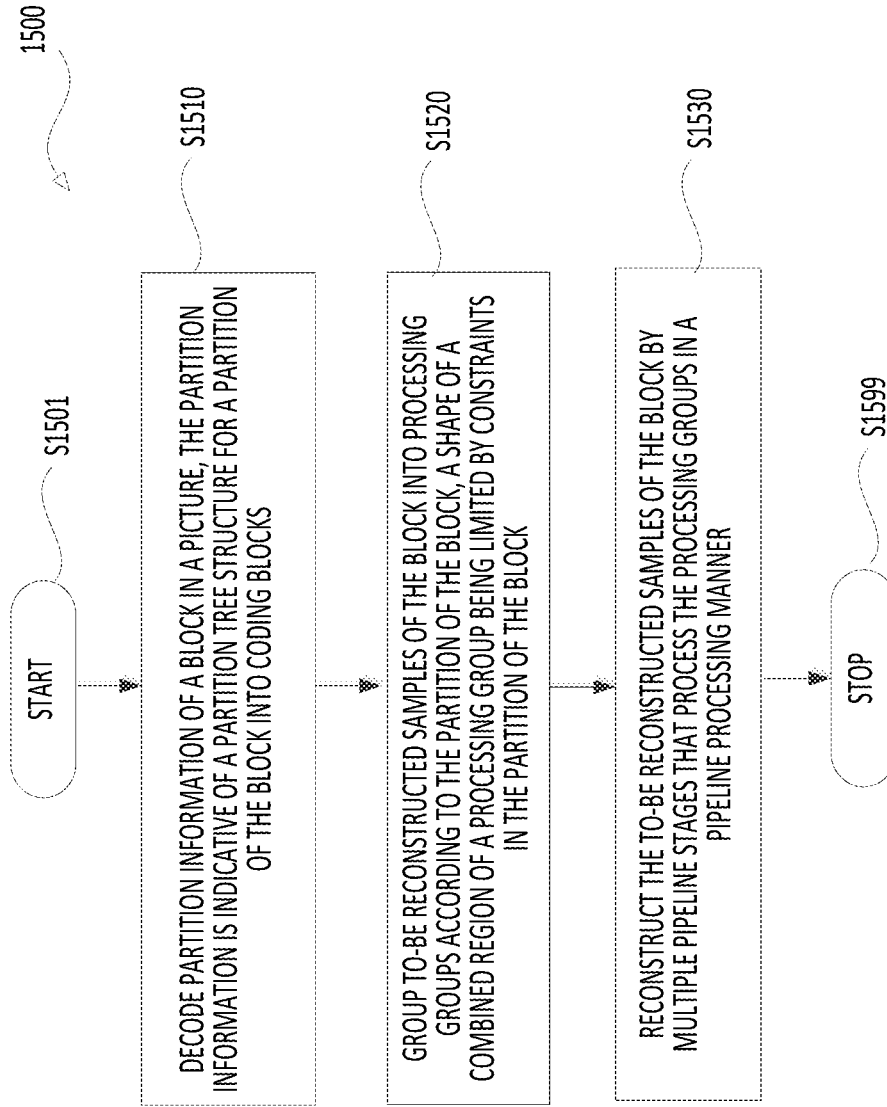 1500
START
S1501
DECODE PARTITION INFORMATION OF A BLOCK IN A PICTURE, THE PARTITION
INFORMATION IS INDICATIVE OF A PARTITION TREE STRUCTURE FOR A PARTITION
OF THE BLOCK INTO CODING BLOCKS
S1510
GROUP TO-BE RECONSTRUCTED SAMPLES OF THE BLOCK INTO PROCESSING
GROUPS ACCORDING TO THE PARTITION OF THE BLOCK, A SHAPE OF A
COMBINED REGION OF A PROCESSING GROUP BEING LIMITED BY CONSTRAINTS
IN THE PARTITION OF THE BLOCK
S1520
RECONSTRUCT THE TO-BE RECONSTRUCTED SAMPLES OF THE BLOCK BY
MULTIPLE PIPELINE STAGES THAT PROCESS THE PROCESSING GROUPS IN A
PIPELINE PROCESSING MANNER
S1530
STOP
S1599